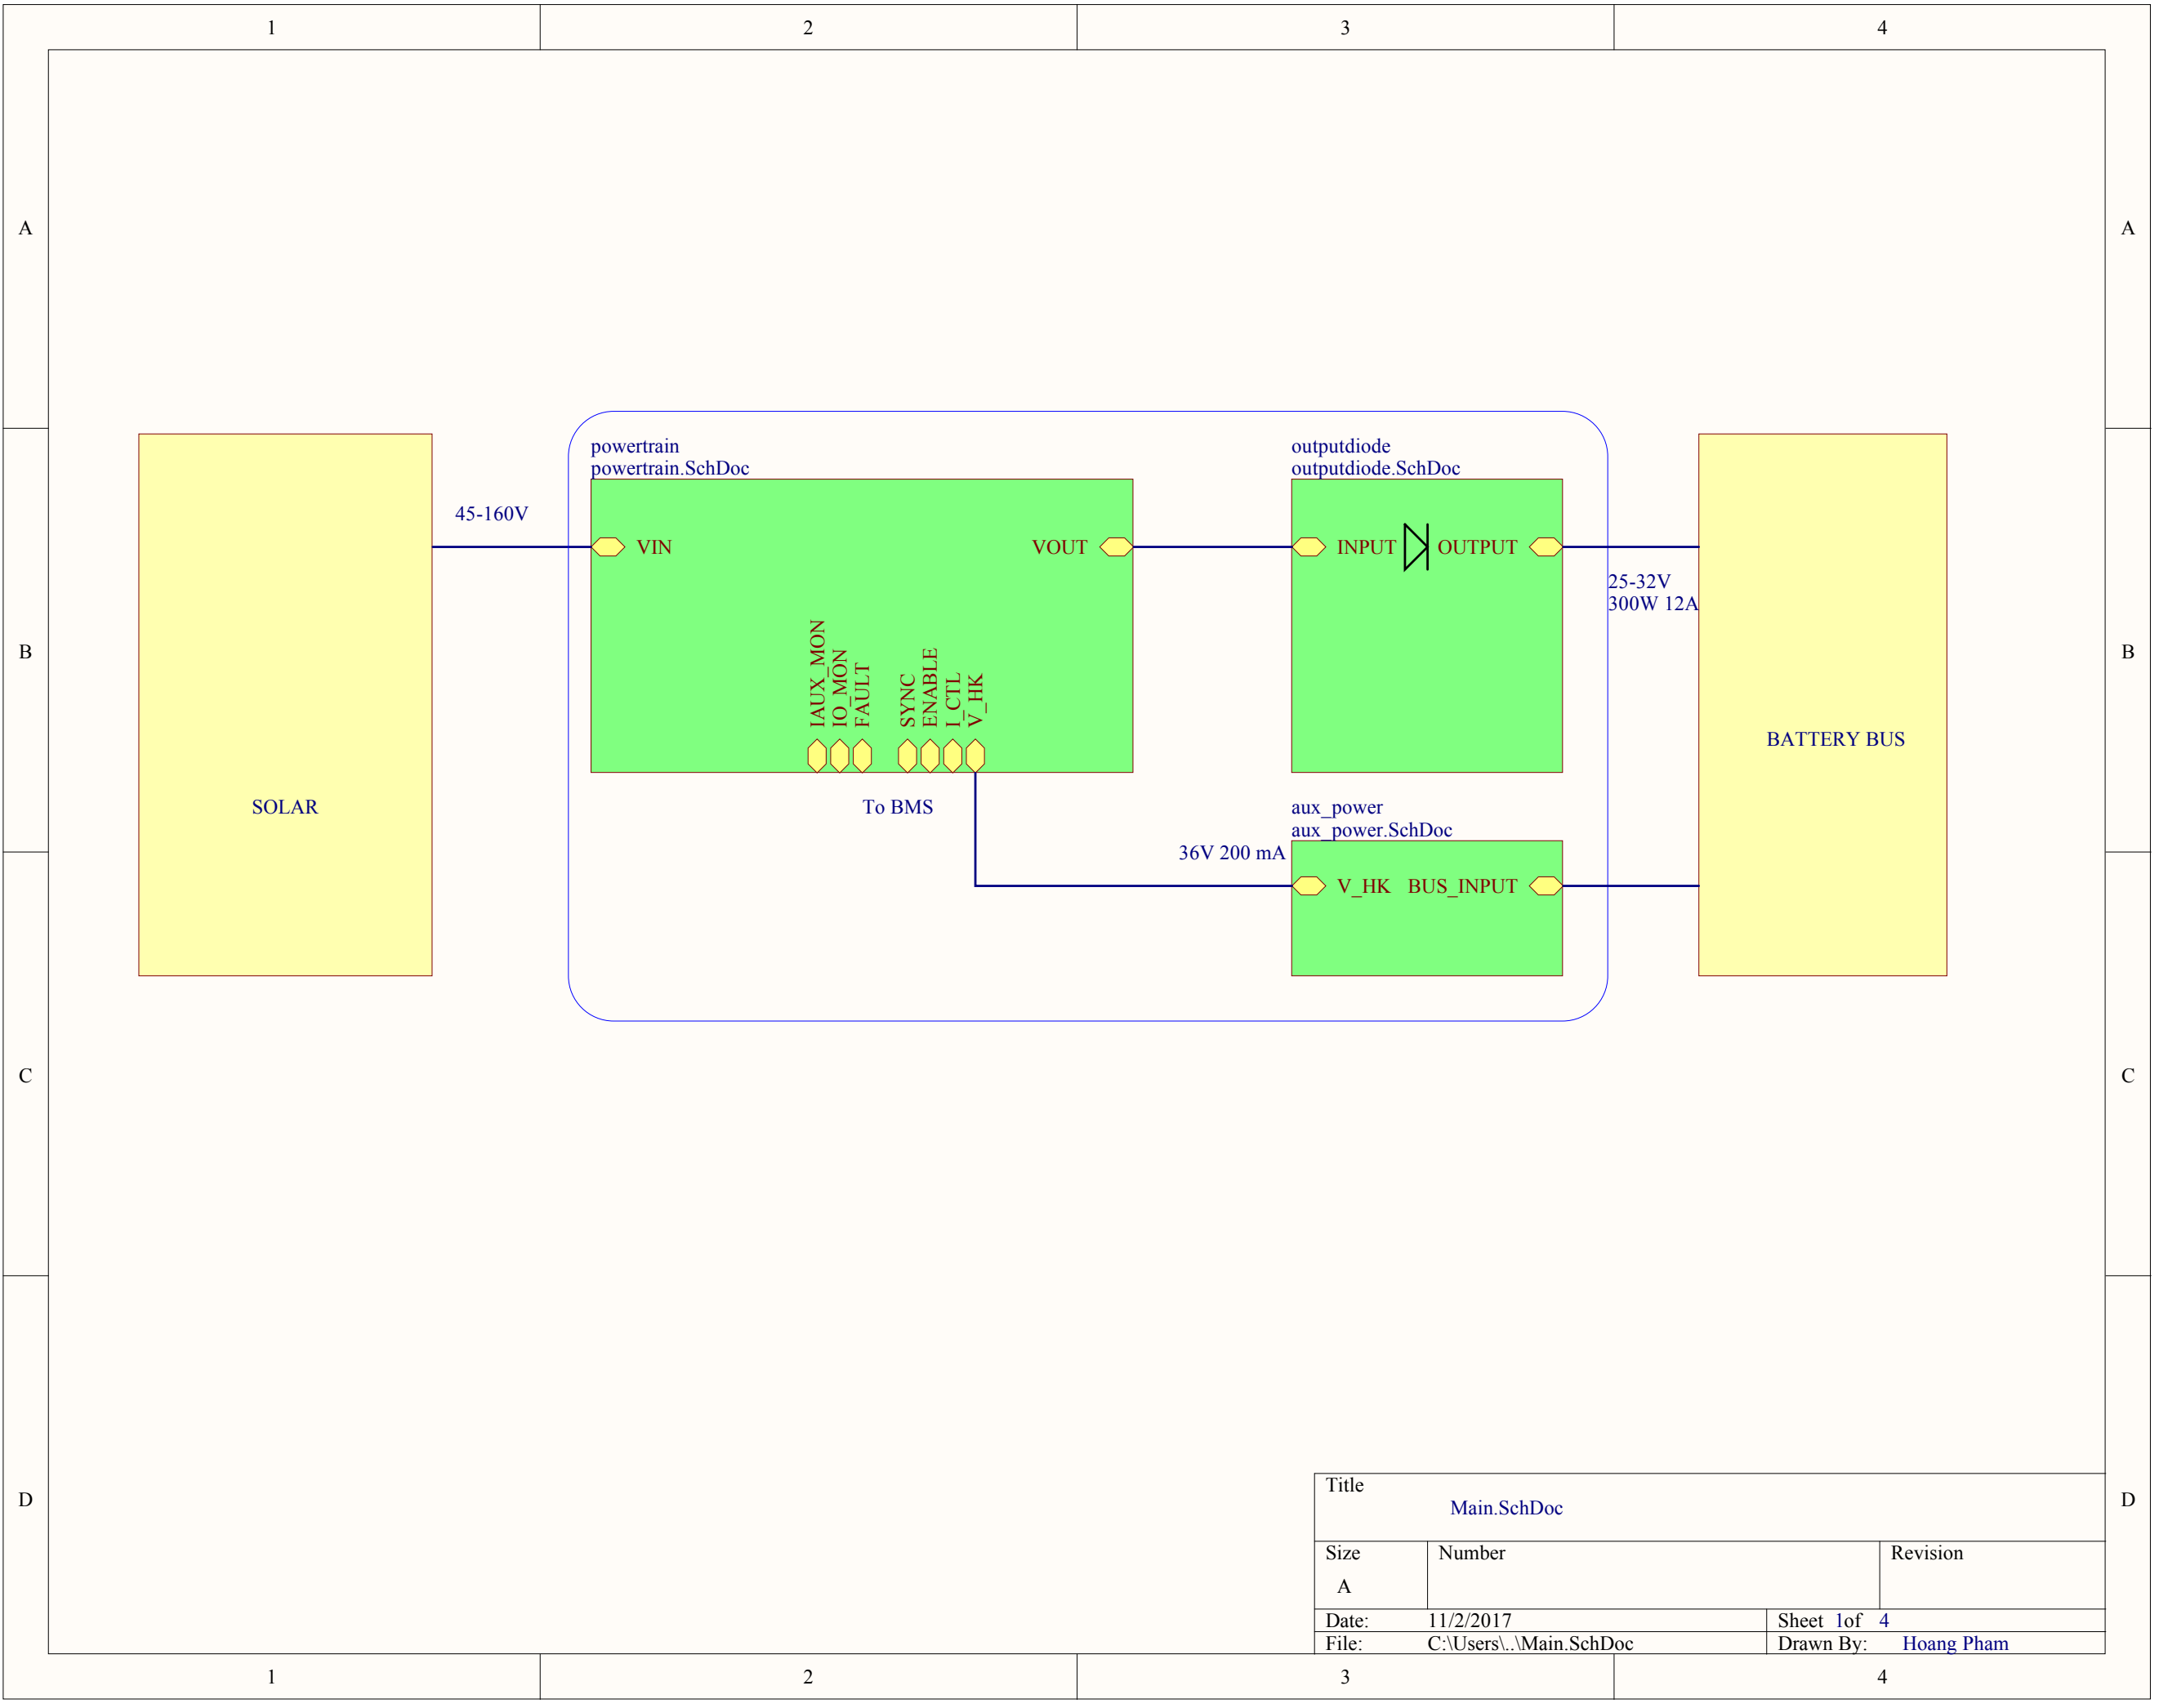 1 2 3 4
A A
powertrain
powertrain.SchDoc
outputdiode
outputdiode.SchDoc
45-160V
VIN VOUT INPUT OUTPUT
25-32V
300W 12A
B B
IAUX_MON
IO_MON
FAULT
SYNC
ENABLE
I_CTL
V_HK
BATTERY BUS
SOLAR
To BMS
aux_power
aux_power.SchDoc
36V 200 mA
V_HK BUS_INPUT
C C
Title
Main.SchDoc
D D
Size Number Revision
A
Date: 11/2/2017 Sheet 1of 4
File: C:\Users\..\Main.SchDoc Drawn By: Hoang Pham
1 2 3 4